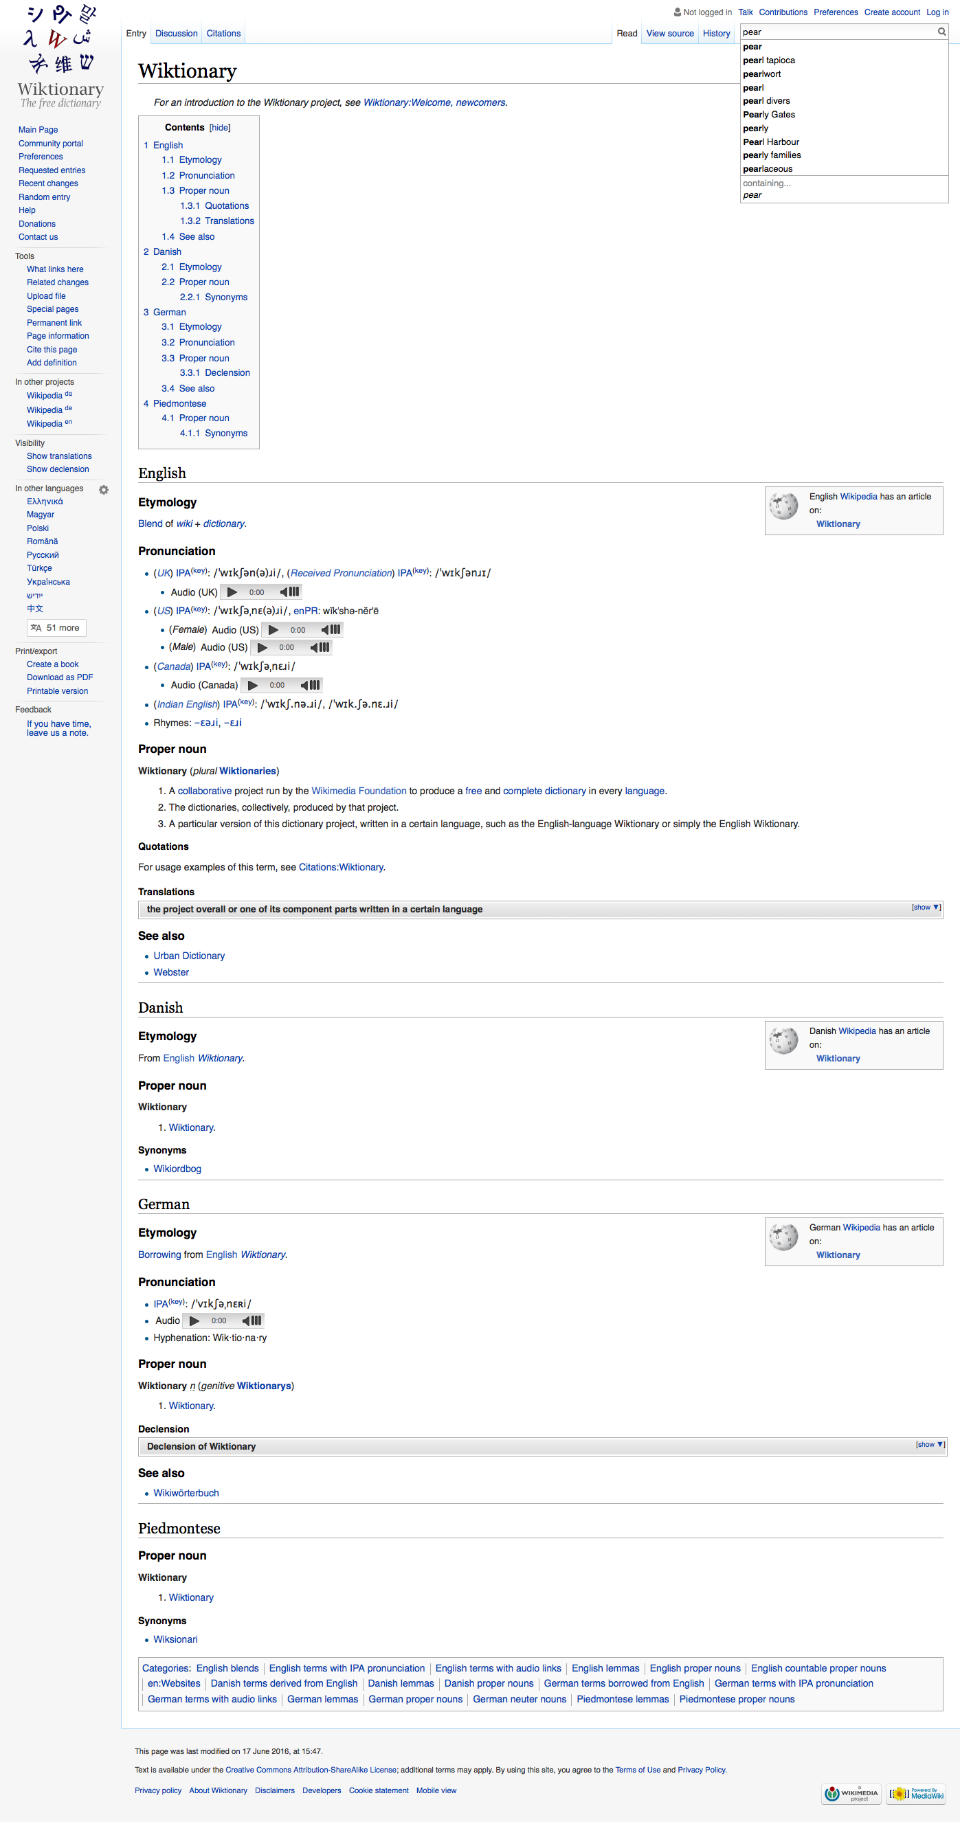 シ
ウィ
말
λ
W
ش
維
ש
Wiktionary
The free dictionary
Not logged in Talk Contributions Preferences Create account Log in
Entry Discussion Citations Read View source History pear
pear
pearl tapioca
pearlwort
pearl
pearl divers
Pearly Gates
pearly
Pearl Harbour
pearly families
pearlaceous
containing...
pear
Main Page
Community portal
Preferences
Requested entries
Recent changes
Random entry
Help
Donations
Contact us
Tools
What links here
Related changes
Upload file
Special pages
Permanent link
Page information
Cite this page
Add definition
In other projects
Wikipedia da
Wikipedia de
Wikipedia en
Visibility
Show translations
Show declension
In other languages
Ελληνικά
Magyar
Polski
Română
Русский
Türkçe
Українська
ייִדיש
中文
51 more
Print/export
Create a book
Download as PDF
Printable version
Feedback
If you have time,
leave us a note.
Wiktionary
For an introduction to the Wiktionary project, see Wiktionary:Welcome, newcomers.
Contents [hide]
1 English
1.1 Etymology
1.2 Pronunciation
1.3 Proper noun
1.3.1 Quotations
1.3.2 Translations
1.4 See also
2 Danish
2.1 Etymology
2.2 Proper noun
2.2.1 Synonyms
3 German
3.1 Etymology
3.2 Pronunciation
3.3 Proper noun
3.3.1 Declension
3.4 See also
4 Piedmontese
4.1 Proper noun
4.1.1 Synonyms
English
Etymology
Blend of wiki + dictionary.
English Wikipedia has an article
on:
Wiktionary
Pronunciation
(UK) IPA(key): /ˈwɪkʃən(ə)ɹi/, (Received Pronunciation) IPA(key): /ˈwɪkʃənɹɪ/
Audio (UK) 0:00
(US) IPA(key): /ˈwɪkʃəˌnɛ(ə)ɹi/, enPR: wĭk'shə-nĕr'ē
(Female) Audio (US) 0:00
(Male) Audio (US) 0:00
(Canada) IPA(key): /ˈwɪkʃəˌnɛɹi/
Audio (Canada) 0:00
(Indian English) IPA(key): /ˈwɪkʃ.nə.ɹi/, /ˈwɪk.ʃə.nɛ.ɹi/
Rhymes: -ɛəɹi, -ɛɹi
Proper noun
Wiktionary (plural Wiktionaries)
1. A collaborative project run by the Wikimedia Foundation to produce a free and complete dictionary in every language.
2. The dictionaries, collectively, produced by that project.
3. A particular version of this dictionary project, written in a certain language, such as the English-language Wiktionary or simply the English Wiktionary.
Quotations
For usage examples of this term, see Citations:Wiktionary.
Translations
the project overall or one of its component parts written in a certain language [show ▼]
See also
Urban Dictionary
Webster
Danish
Etymology
From English Wiktionary.
Danish Wikipedia has an article
on:
Wiktionary
Proper noun
Wiktionary
1. Wiktionary.
Synonyms
Wikiordbog
German
Etymology
Borrowing from English Wiktionary.
German Wikipedia has an article
on:
Wiktionary
Pronunciation
IPA(key): /ˈvɪkʃəˌnɛʀi/
Audio 0:00
Hyphenation: Wik·tio·na·ry
Proper noun
Wiktionary n (genitive Wiktionarys)
1. Wiktionary.
Declension
Declension of Wiktionary [show ▼]
See also
Wikiwörterbuch
Piedmontese
Proper noun
Wiktionary
1. Wiktionary
Synonyms
Wiksionari
Categories: English blends | English terms with IPA pronunciation | English terms with audio links | English lemmas | English proper nouns | English countable proper nouns
| en:Websites | Danish terms derived from English | Danish lemmas | Danish proper nouns | German terms borrowed from English | German terms with IPA pronunciation
| German terms with audio links | German lemmas | German proper nouns | German neuter nouns | Piedmontese lemmas | Piedmontese proper nouns
This page was last modified on 17 June 2016, at 15:47.
Text is available under the Creative Commons Attribution-ShareAlike License; additional terms may apply. By using this site, you agree to the Terms of Use and Privacy Policy.
Privacy policy About Wiktionary Disclaimers Developers Cookie statement Mobile view
a
WIKIMEDIA
project
Powered By
MediaWiki